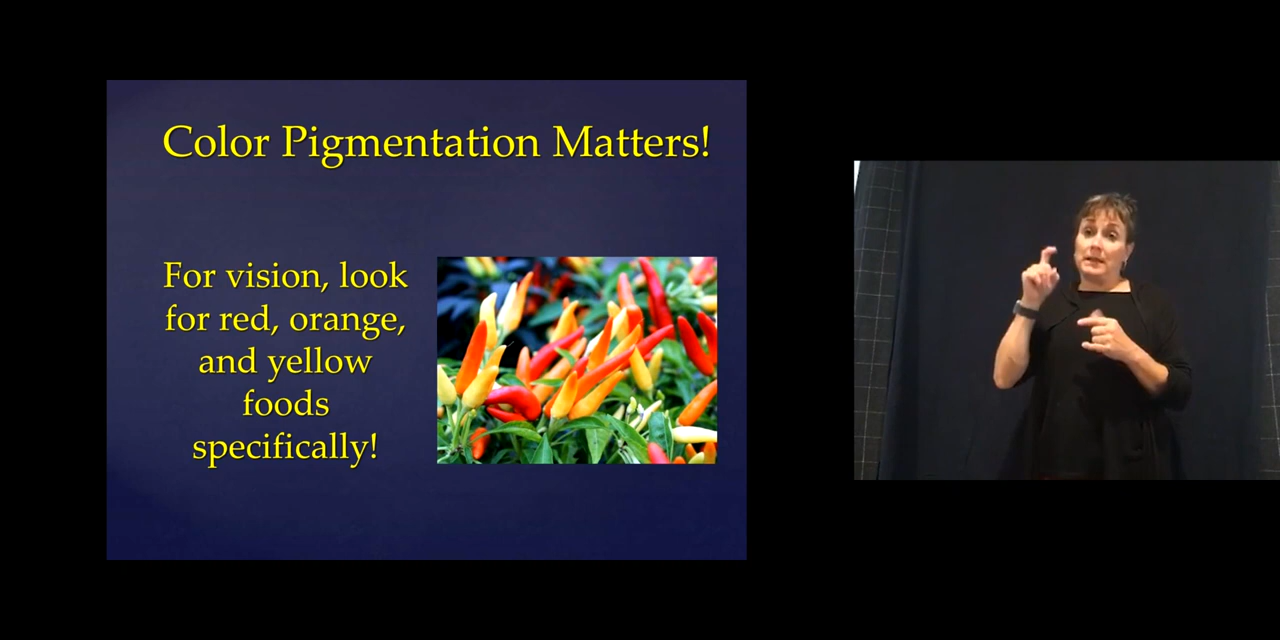 Color Pigmentation Matters!
For vision, look
for red, orange,
and yellow
foods
specifically!